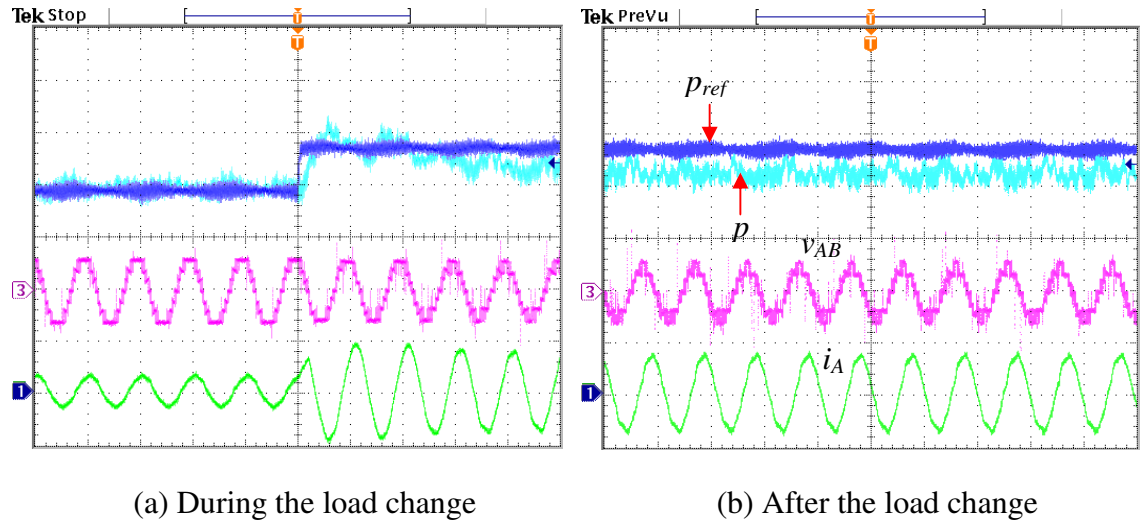 Tek Stop
T
T
3
1
Tek PreVu
T
T
p_ref
p
v_AB
3
i_A
1
(a) During the load change
(b) After the load change